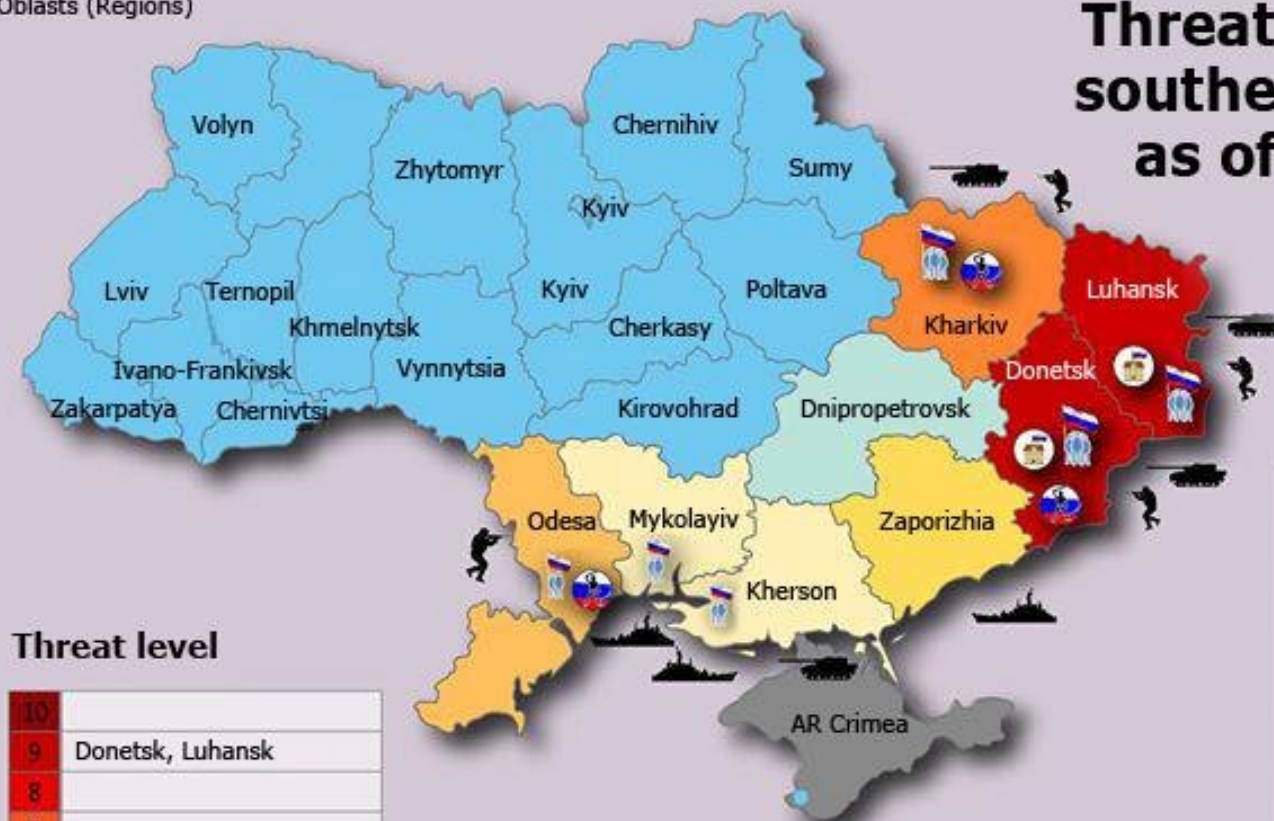 Oblasts (Regions)
Threat
southe
as of
Volyn
Chernihiv
Zhytomyr
Sumy
Kyiv
Lviv
Ternopil
Kyiv
Poltava
Luhansk
Khmelnytsk
Cherkasy
Kharkiv
Ivano-Frankivsk
Vynnytsia
Donetsk
Zakarpatya
Chernivtsi
Kirovohrad
Dnipropetrovsk
Odesa
Mykolayiv
Zaporizhia
Kherson
AR Crimea
Threat level
10
9 Donetsk, Luhansk
8